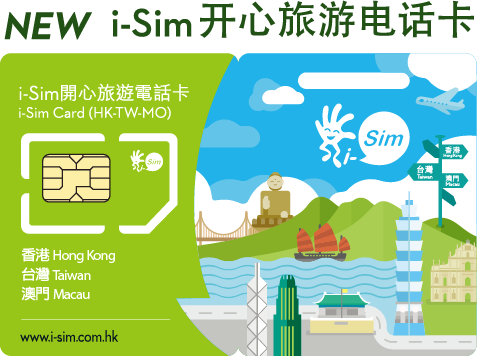 NEW i-Sim 开心旅游电话卡
i-Sim開心旅遊電話卡
i-Sim Card (HK-TW-MO)
Sim
i-
香港 Hong Kong
台灣 Taiwan
澳門 Macau
www.i-sim.com.hk
i-Sim
香港
Hong Kong
台灣
Taiwan
澳門
Macau